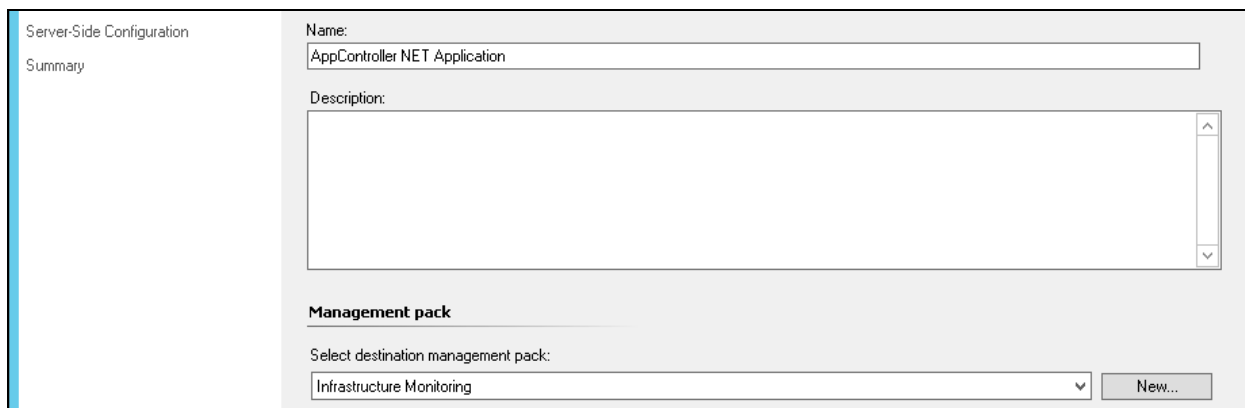 Server-Side Configuration
Summary
Name:
AppController NET Application
Description:
Management pack
Select destination management pack:
Infrastructure Monitoring
New...